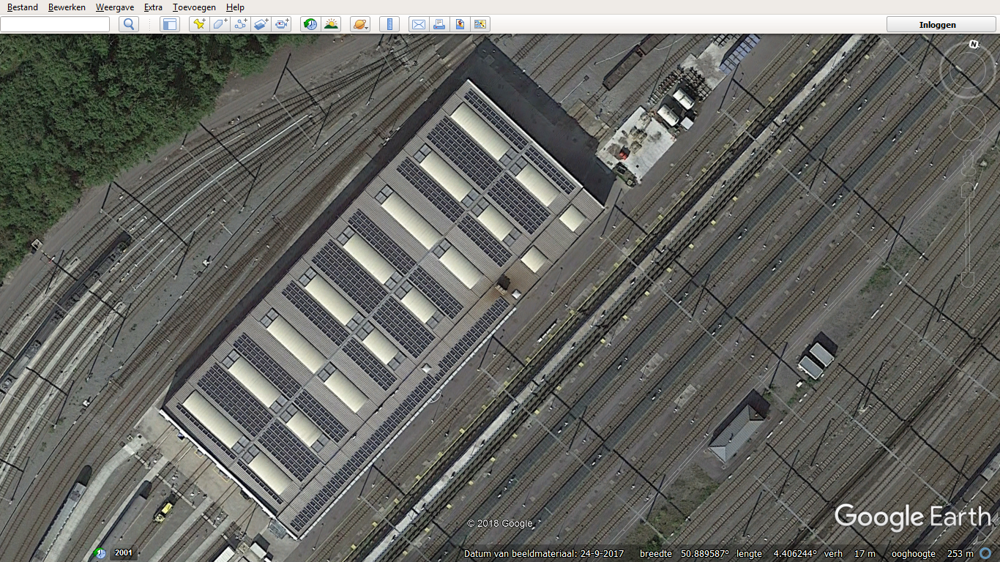 Bestand Bewerken Weergave Extra Toevoegen Help
Inloggen
N
Google Earth
© 2018 Google
2001 Datum van beeldmateriaal: 24-9-2017 breedte 50.889587° lengte 4.406244° verh 17 m ooghoogte 253 m